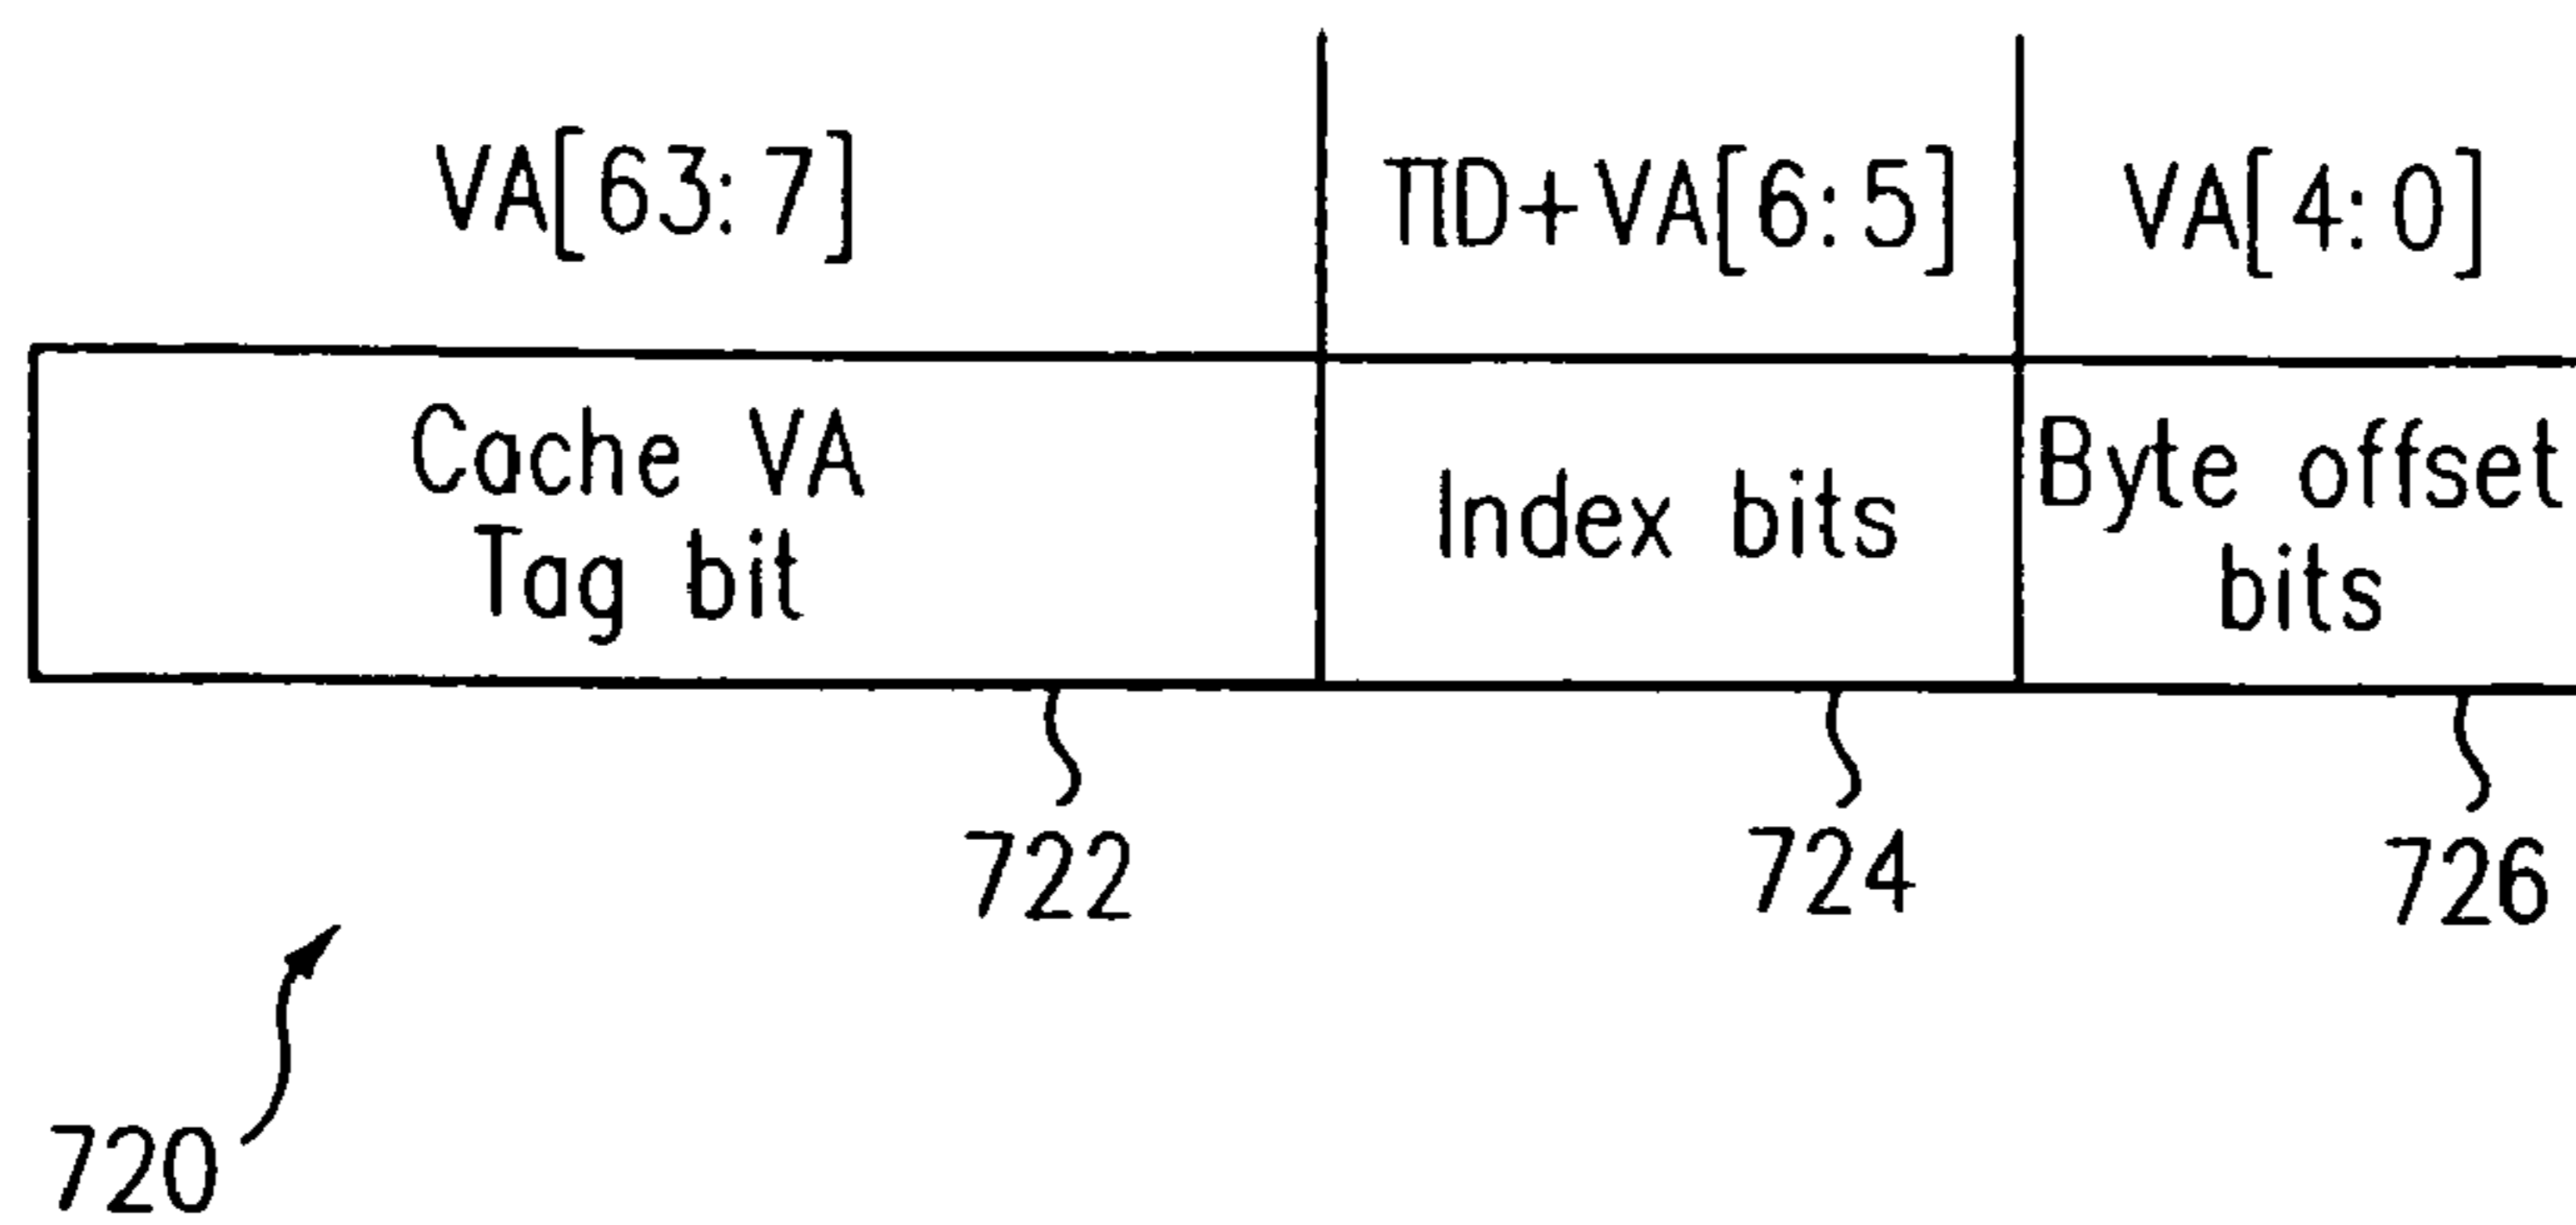 VA[63:7]
TID+VA[6:5]
VA[4:0]
Cache VA
Tag bit
Index bits
Byte offset
bits
722
724
726
720